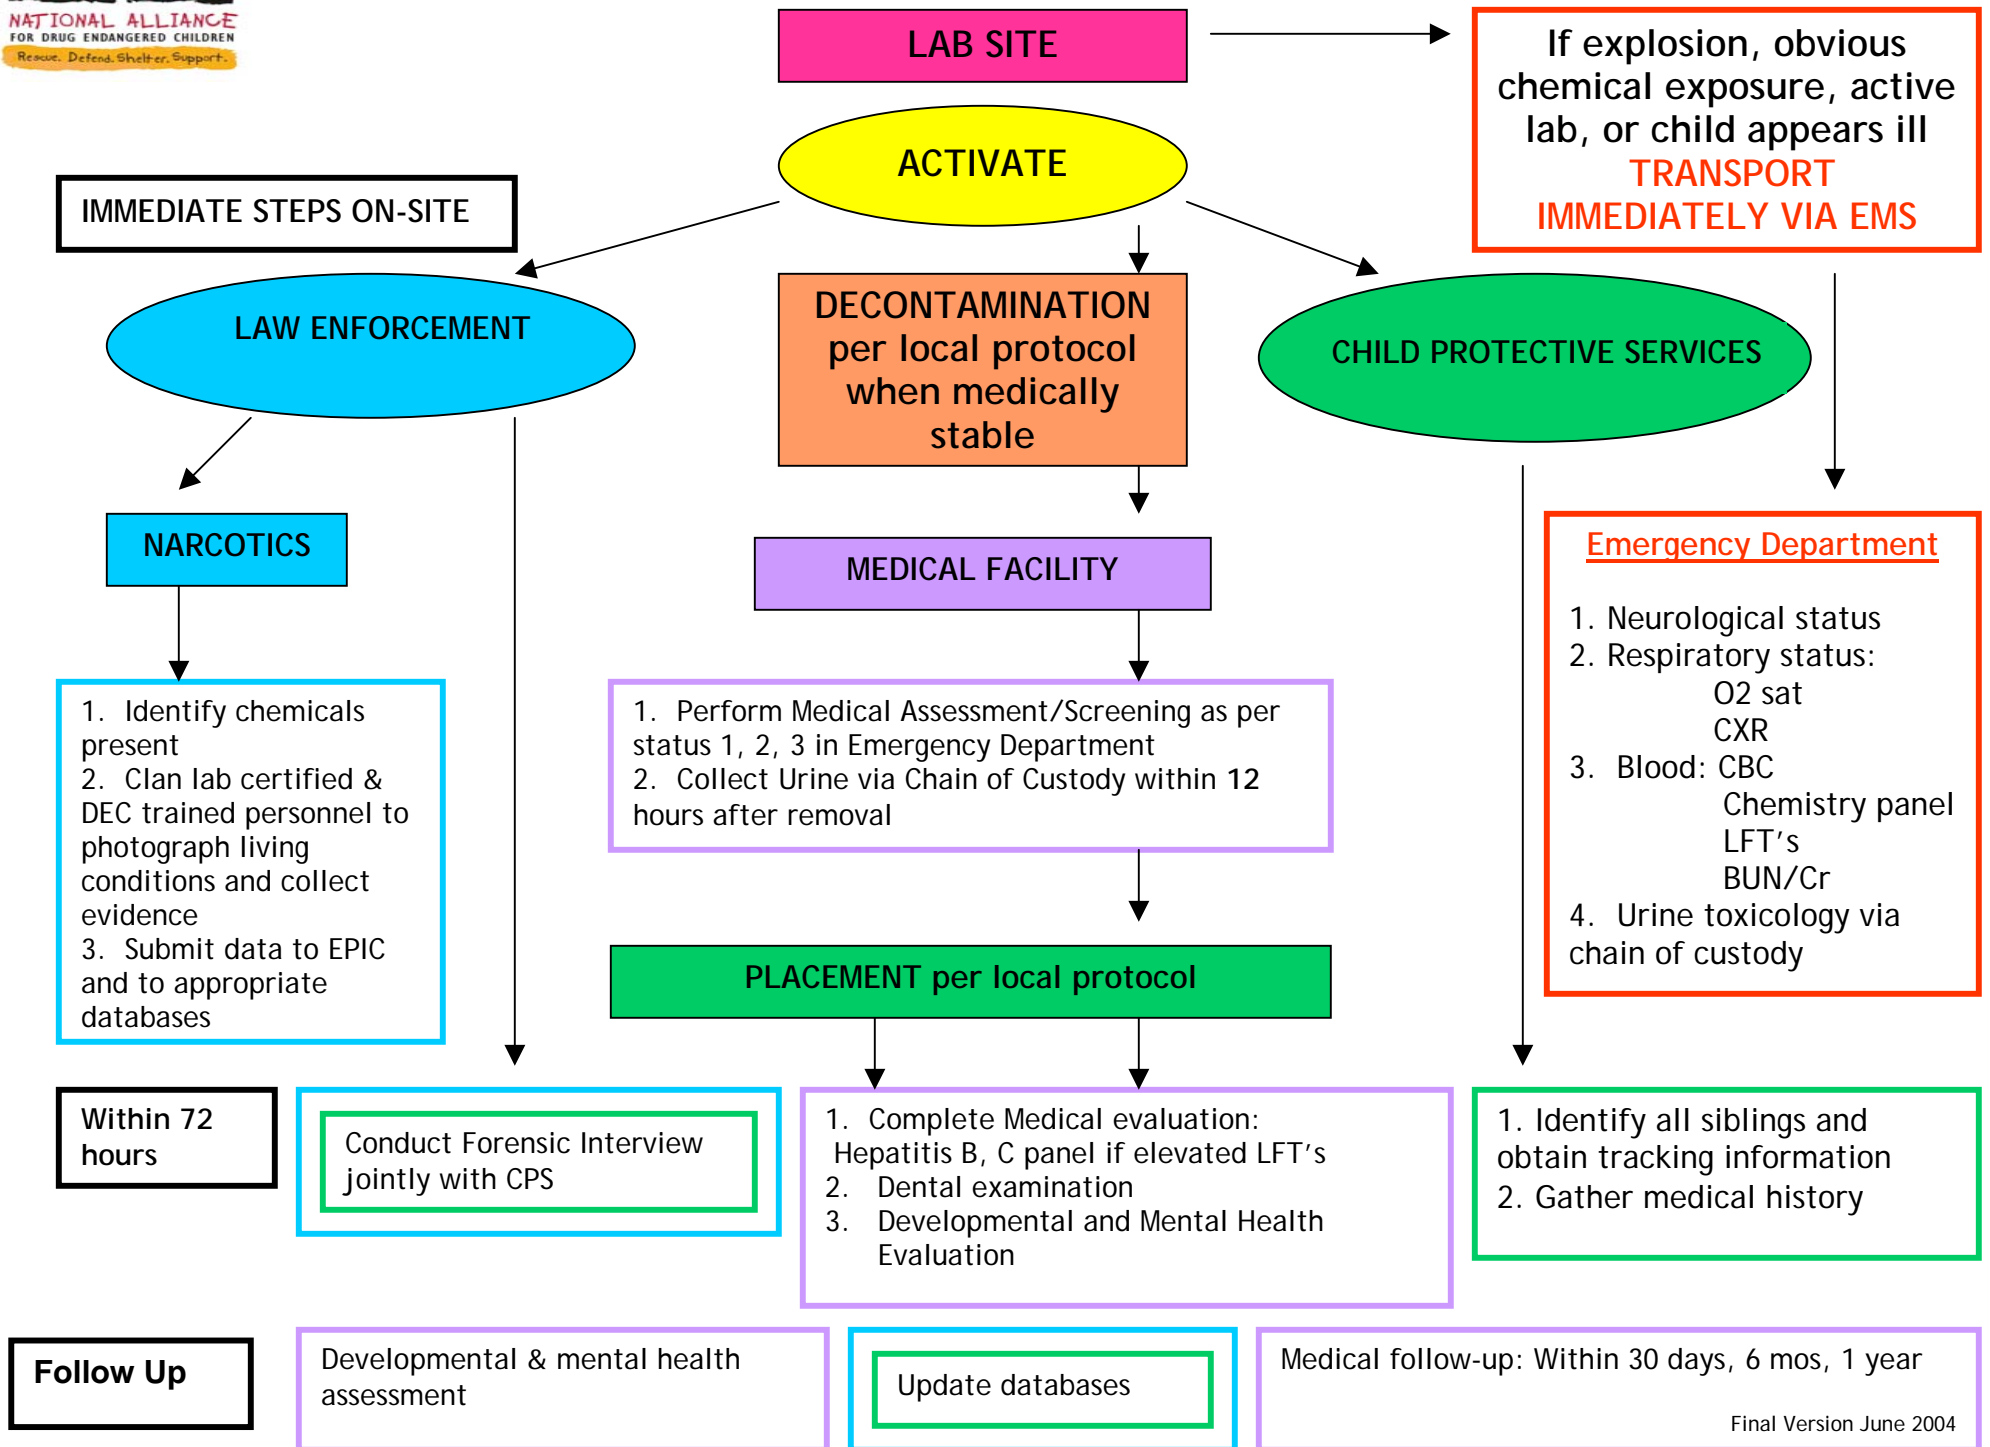 NATIONAL ALLIANCE
FOR DRUG ENDANGERED CHILDREN
Rescue. Defend. Shelter. Support.
LAB SITE
If explosion, obvious
chemical exposure, active
lab, or child appears ill
TRANSPORT
IMMEDIATELY VIA EMS
ACTIVATE
IMMEDIATE STEPS ON-SITE
LAW ENFORCEMENT
DECONTAMINATION
per local protocol
when medically
stable
CHILD PROTECTIVE SERVICES
NARCOTICS
MEDICAL FACILITY
Emergency Department
1. Neurological status
2. Respiratory status:
O2 sat
CXR
3. Blood: CBC
Chemistry panel
LFT's
BUN/Cr
4. Urine toxicology via
chain of custody
1. Identify chemicals
present
2. Clan lab certified &
DEC trained personnel to
photograph living
conditions and collect
evidence
3. Submit data to EPIC
and to appropriate
databases
1. Perform Medical Assessment/Screening as per
status 1, 2, 3 in Emergency Department
2. Collect Urine via Chain of Custody within 12
hours after removal
PLACEMENT per local protocol
Within 72
hours
Conduct Forensic Interview
jointly with CPS
1. Complete Medical evaluation:
Hepatitis B, C panel if elevated LFT's
2. Dental examination
3. Developmental and Mental Health
Evaluation
1. Identify all siblings and
obtain tracking information
2. Gather medical history
Follow Up
Developmental & mental health
assessment
Update databases
Medical follow-up: Within 30 days, 6 mos, 1 year
Final Version June 2004